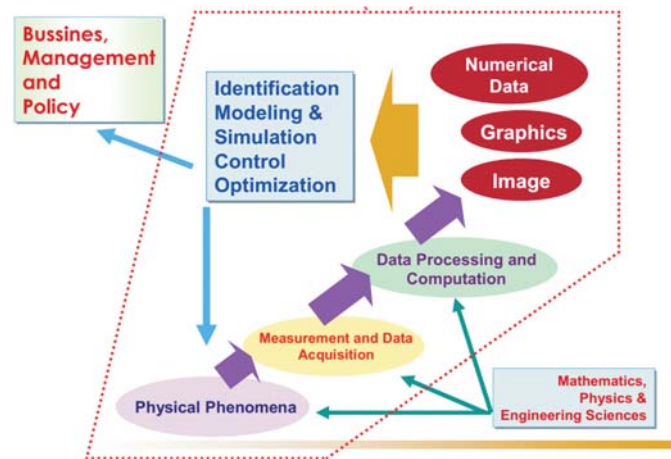 Bussines,
Management
and
Policy
Identification
Modeling &
Simulation
Control
Optimization
Numerical
Data
Graphics
Image
Data Processing and
Computation
Measurement and Data
Acquisition
Physical Phenomena
Mathematics,
Physics &
Engineering Sciences